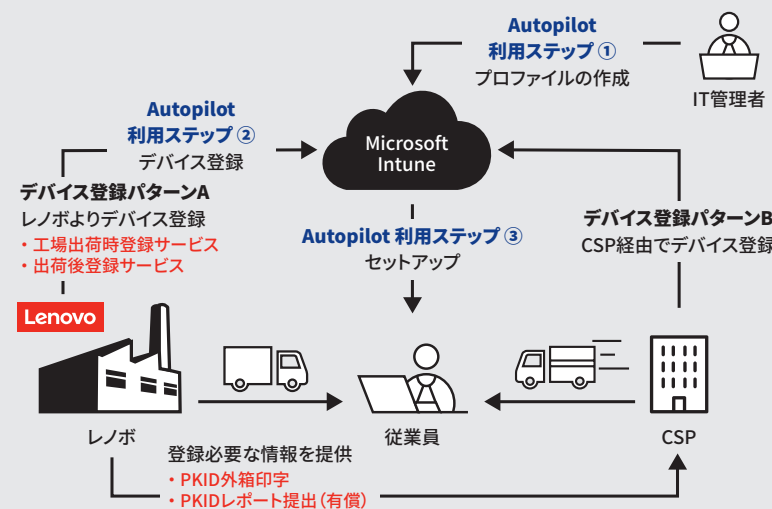 Autopilot
利用ステップ①
プロファイルの作成
IT管理者
Autopilot
利用ステップ②
デバイス登録
Microsoft
Intune
デバイス登録パターンA
レノボよりデバイス登録
・工場出荷時登録サービス
・出荷後登録サービス
Autopilot 利用ステップ③
セットアップ
デバイス登録パターンB
CSP経由でデバイス登録
Lenovo
レノボ
従業員
CSP
登録必要な情報を提供
・PKID外箱印字
・PKIDレポート提出(有償)